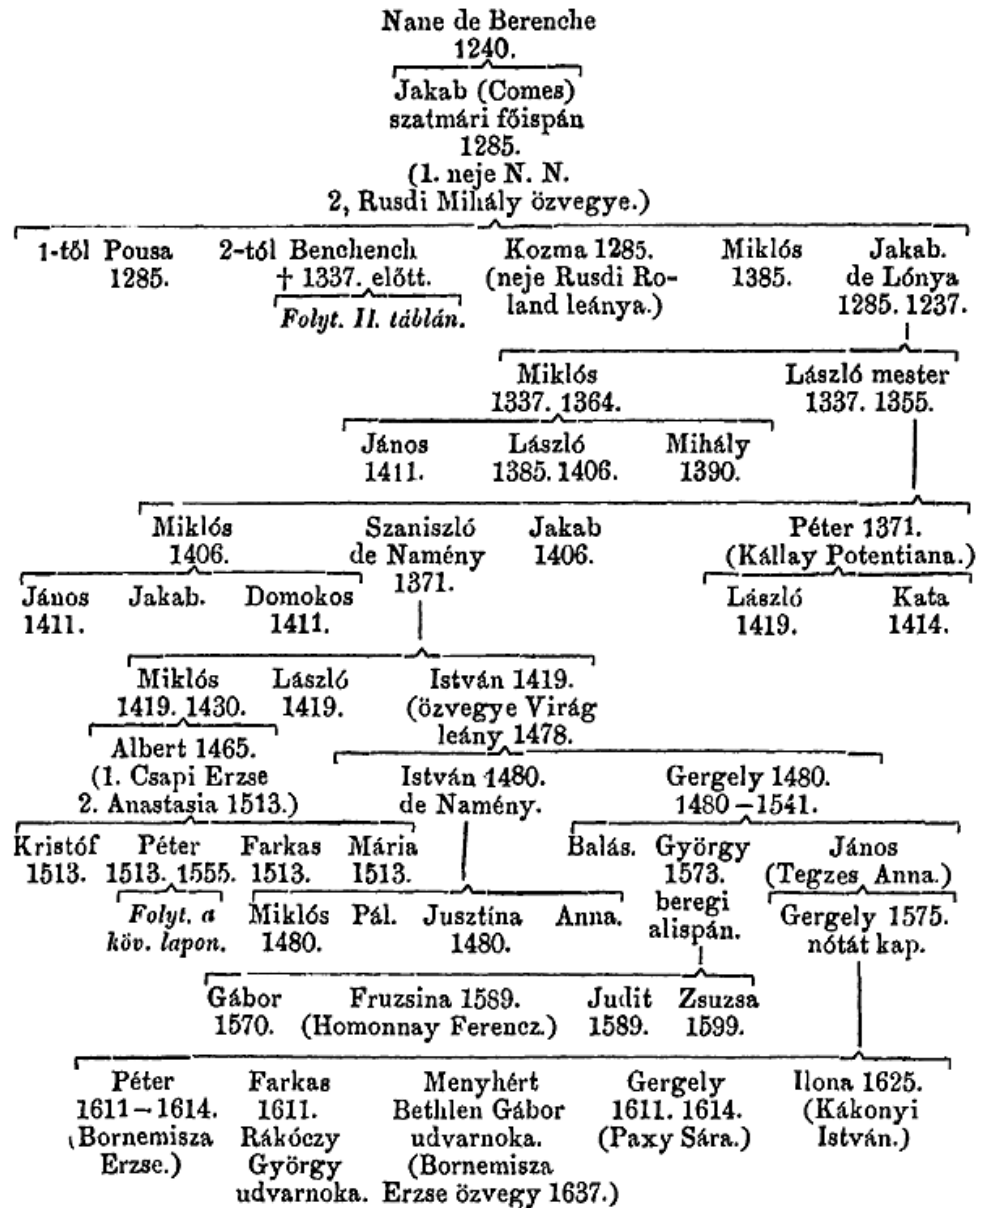 Nane de Berenche
1240.
Jakab (Comes)
szatmári főispán
1285.
(1. neje N. N.
2, Rusdi Mihály özvegye.)
1-től Pousa 2-tól Benchench Kozma 1285. Miklós Jakab.
1285. † 1337. előtt. (neje Rusdi Ro- 1385. de Lónya
Folyt. II. táblán. land leánya.) 1285. 1237.
Miklós László mester
1337. 1364. 1337. 1355.
János László Mihály
1411. 1385. 1406. 1390.
Miklós Szaniszló Jakab Péter 1371.
1406. de Namény 1406. (Kállay Potentiana.)
1371.
János Jakab. Domokos László Kata
1411. 1411. 1419. 1414.
Miklós László István 1419.
1419. 1430. 1419. (özvegye Virág
leány 1478.
Albert 1465.
(1. Csapi Erzse István 1480. Gergely 1480.
2. Anastasia 1513.) de Namény. 1480–1541.
Kristóf Péter Farkas Mária Balás. György János
1513. 1513. 1555. 1513. 1513. 1573. (Tegzes Anna.)
beregi
alispán.
Folyt. a Miklós Pál. Jusztína Anna. Gergely 1575.
köv. lapon. 1480. 1480. nótát kap.
Gábor Fruzsina 1589. Judit Zsuzsa
1570. (Homonnay Ferencz.) 1589. 1599.
Péter Farkas Menyhért Gergely Ilona 1625.
1611–1614. 1611. Bethlen Gábor 1611. 1614. (Kákonyi
(Bornemisza Rákóczy udvarnoka. (Paxy Sára.) István.)
Erzse.) György (Bornemisza
udvarnoka. Erzse özvegy 1637.)